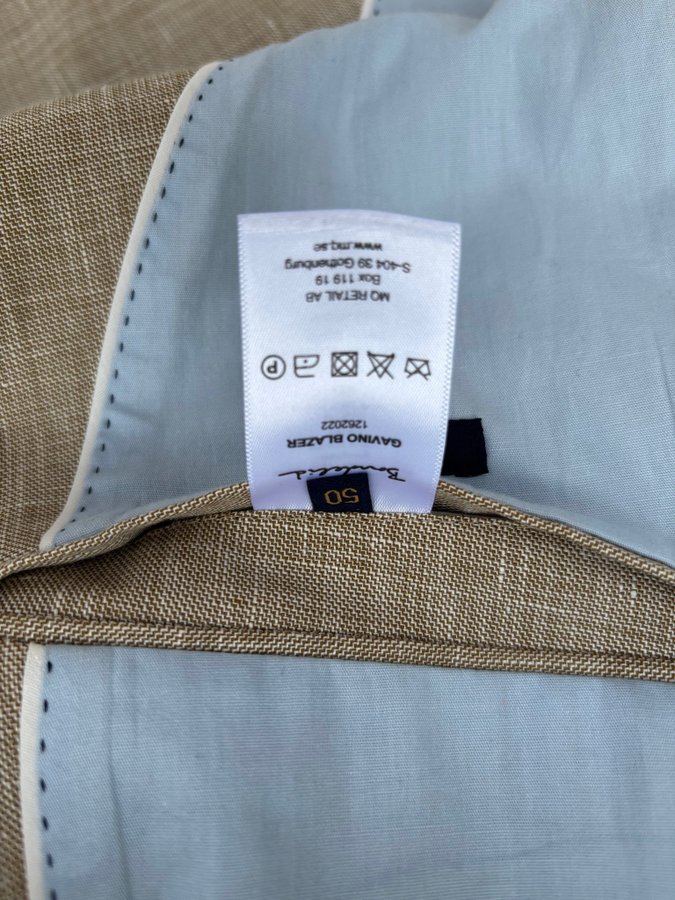 50
Bondelid
GAVINO BLAZER
1262022
P
MQ RETAIL AB
Box 119 19
S-404 39 Gothenburg
www.mq.se